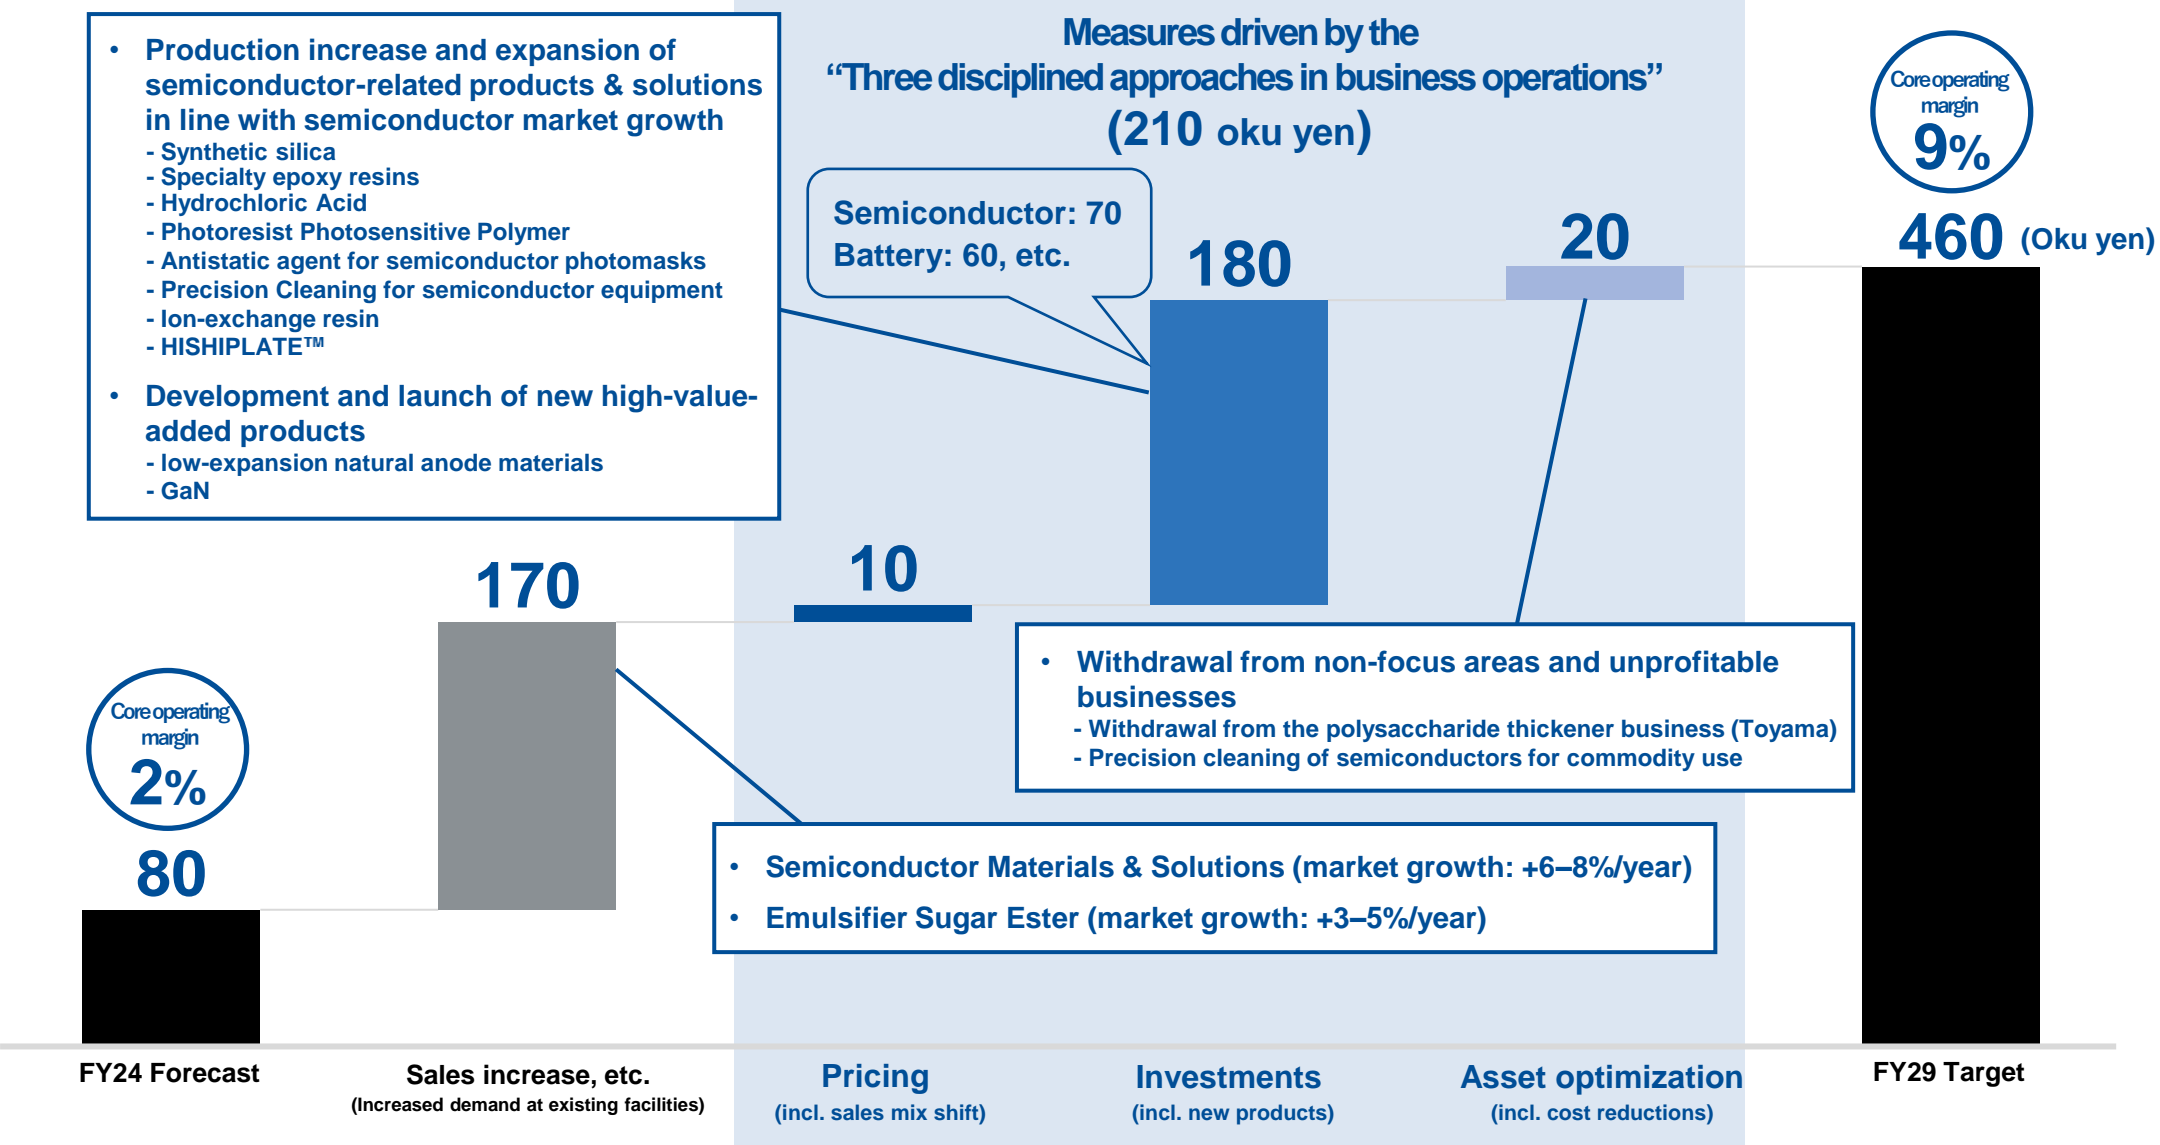 • Production increase and expansion of
semiconductor-related products & solutions
in line with semiconductor market growth
- Synthetic silica
- Specialty epoxy resins
- Hydrochloric Acid
- Photoresist Photosensitive Polymer
- Antistatic agent for semiconductor photomasks
- Precision Cleaning for semiconductor equipment
- Ion-exchange resin
- HISHIPLATE™
• Development and launch of new high-value-
added products
- low-expansion natural anode materials
- GaN
Measures driven by the
“Three disciplined approaches in business operations”
(210 oku yen)
Semiconductor: 70
Battery: 60, etc.
180
20
Core operating
margin
9%
460 (Oku yen)
170
10
• Withdrawal from non-focus areas and unprofitable
businesses
- Withdrawal from the polysaccharide thickener business (Toyama)
- Precision cleaning of semiconductors for commodity use
Core operating
margin
2%
80
• Semiconductor Materials & Solutions (market growth: +6–8%/year)
• Emulsifier Sugar Ester (market growth: +3–5%/year)
FY24 Forecast
Sales increase, etc.
(Increased demand at existing facilities)
Pricing
(incl. sales mix shift)
Investments
(incl. new products)
Asset optimization
(incl. cost reductions)
FY29 Target